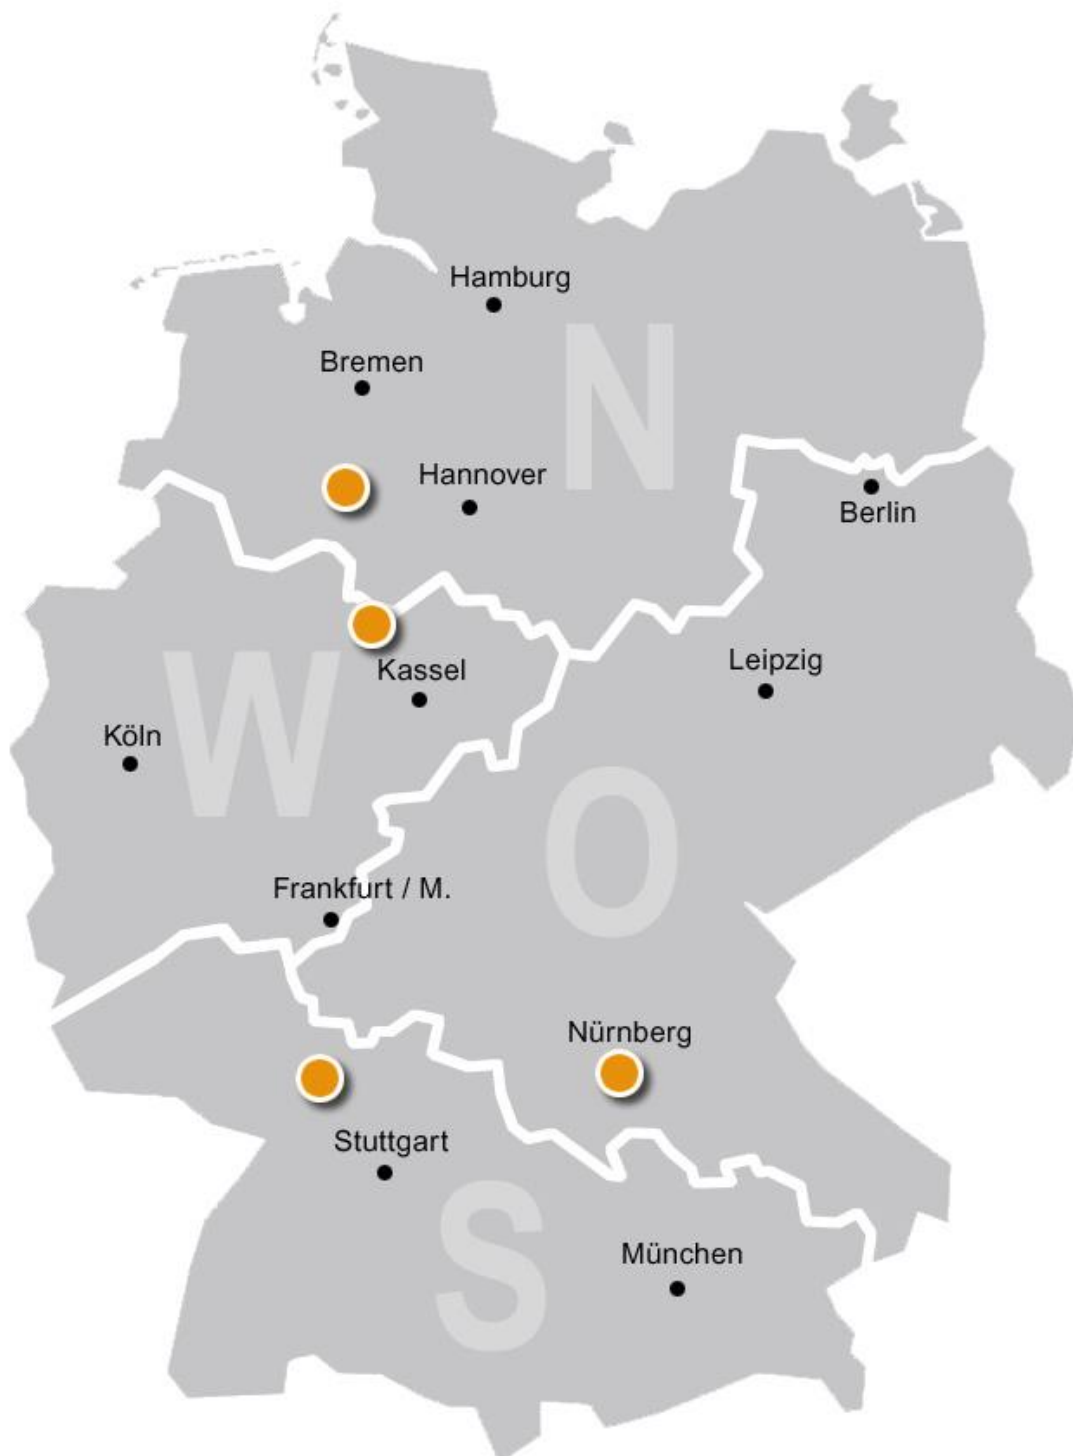 Hamburg
N
Bremen
Hannover
Berlin
W
Kassel
Leipzig
Köln
O
Frankfurt / M.
Nürnberg
Stuttgart
S
München